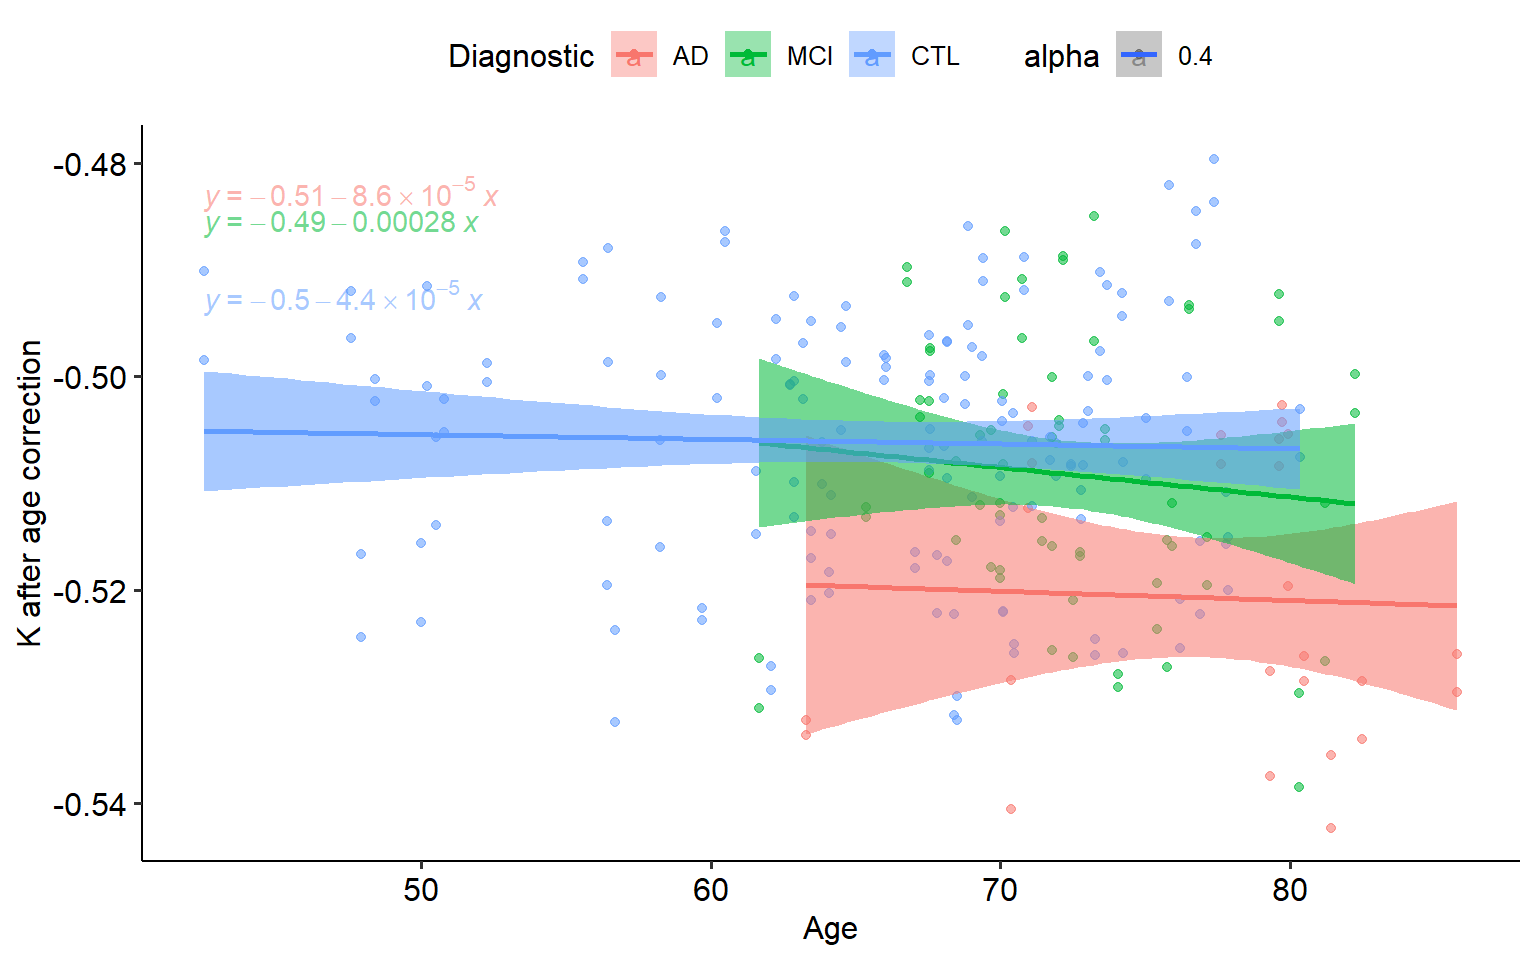 Diagnostic a AD a MCI a CTL alpha a 0.4
-0.48
y = −0.51 − 8.6 × 10⁻⁵ x
y = −0.49 − 0.00028 x
y = −0.5 − 4.4 × 10⁻⁵ x
-0.50
-0.52
-0.54
K after age correction
50 60 70 80
Age